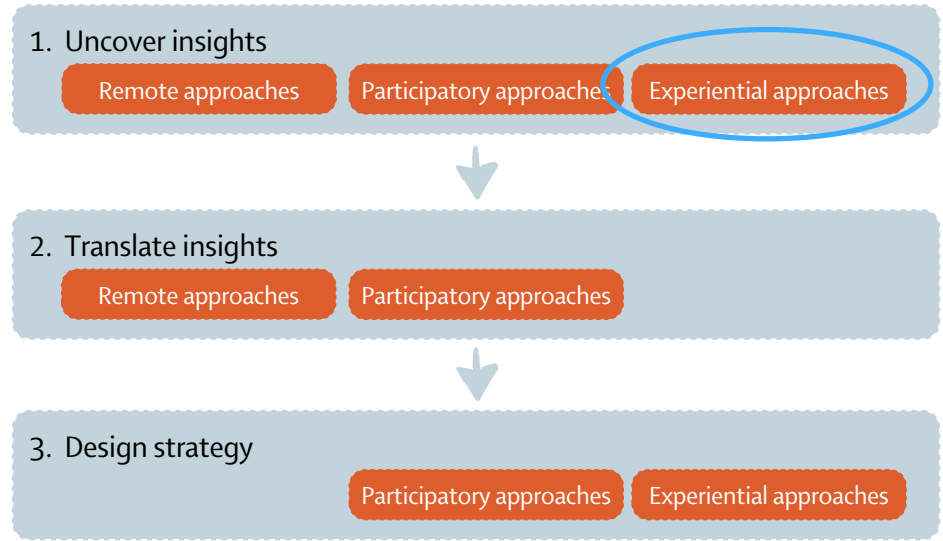 1. Uncover insights
Remote approaches
Participatory approaches
Experiential approaches
2. Translate insights
Remote approaches
Participatory approaches
3. Design strategy
Participatory approaches
Experiential approaches